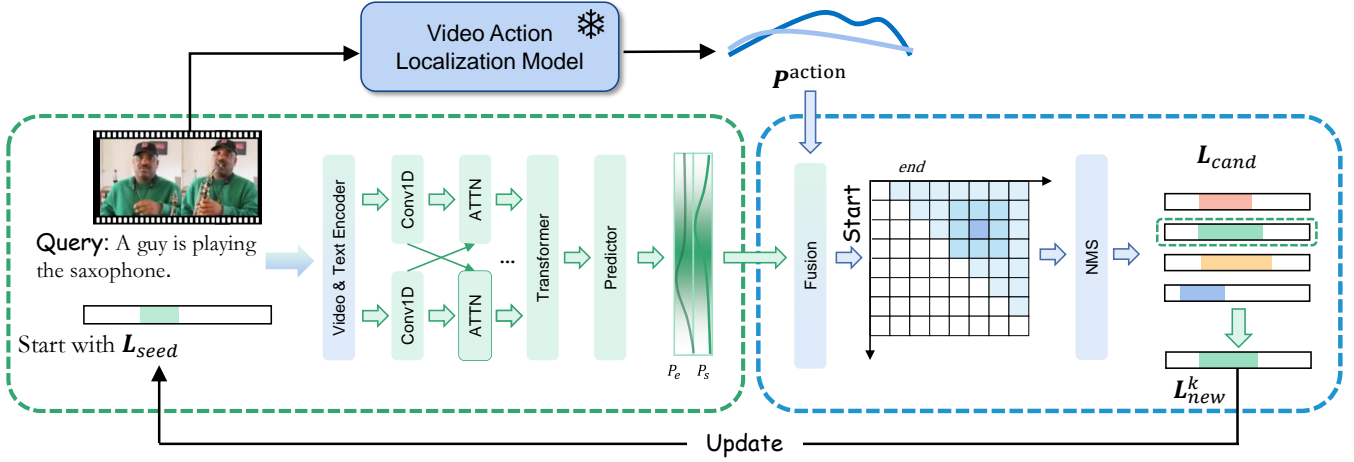 Video Action
Localization Model
P^action
Query: A guy is playing
the saxophone.
Start with L_seed
Video & Text Encoder
Conv1D
Conv1D
ATTN
ATTN
...
Transformer
Predictor
P_e
P_s
Fusion
Start
end
NMS
L_cand
L^k_new
Update